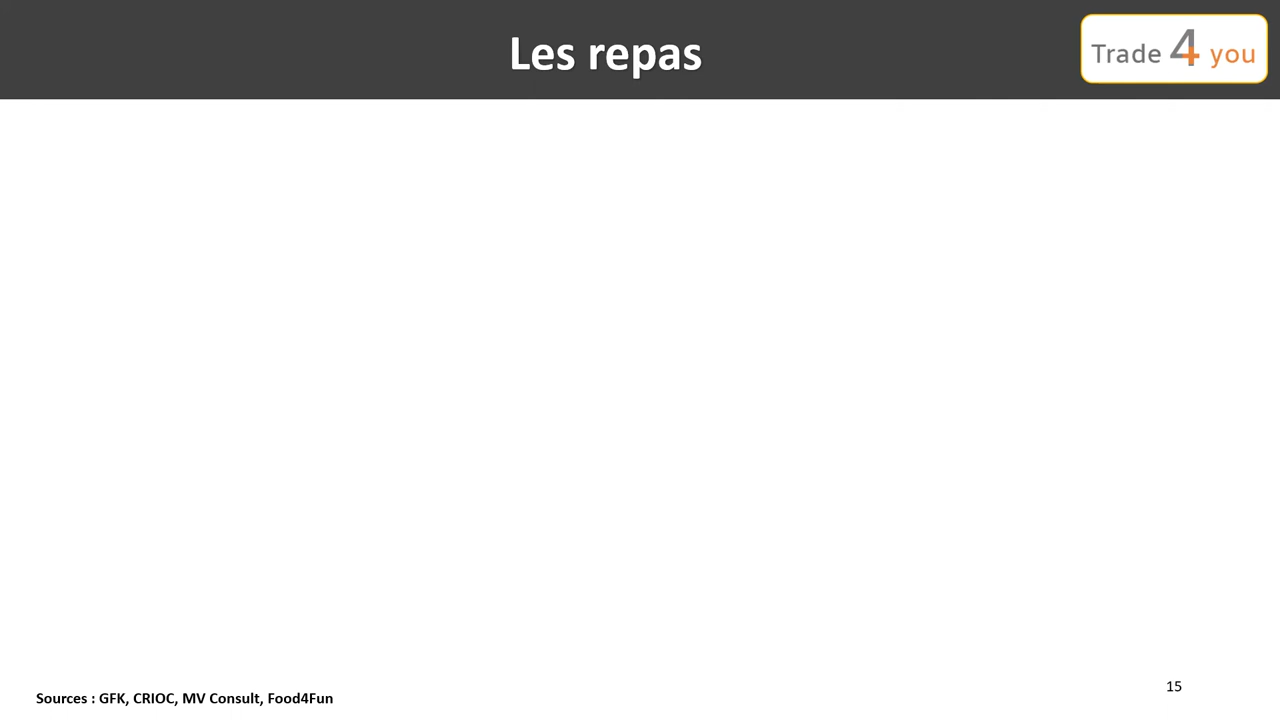 Les repas
Trade 4 you
Sources : GFK, CRIOC, MV Consult, Food4Fun
15